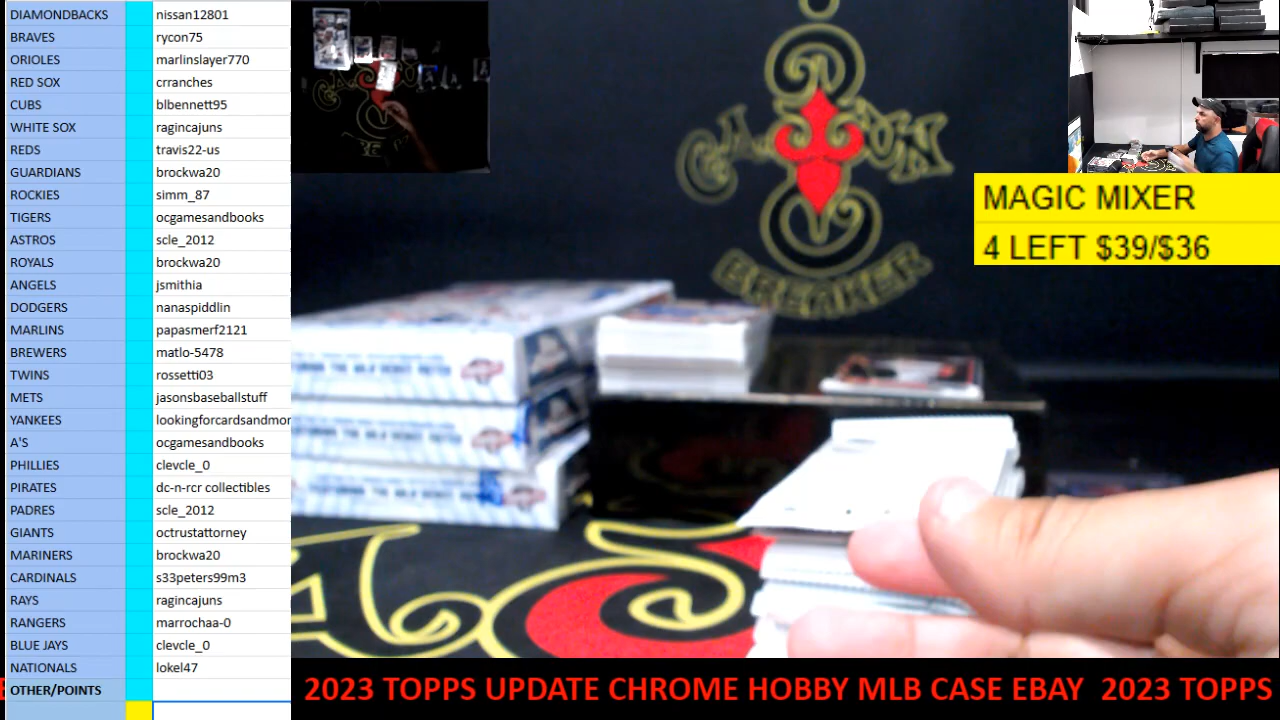 DIAMONDBACKS nissan12801
BRAVES rycon75
ORIOLES marlinslayer770
RED SOX crranches
CUBS blbennett95
WHITE SOX ragincajuns
REDS travis22-us
GUARDIANS brockwa20
ROCKIES simm_87
TIGERS ocgamesandbooks
ASTROS scle_2012
ROYALS brockwa20
ANGELS jsmithia
DODGERS nanaspiddlin
MARLINS papasmerf2121
BREWERS matlo-5478
TWINS rossetti03
METS jasonsbaseballstuff
YANKEES lookingforcardsandmor
A'S ocgamesandbooks
PHILLIES clevcle_0
PIRATES dc-n-rcr collectibles
PADRES scle_2012
GIANTS octrustattorney
MARINERS brockwa20
CARDINALS s33peters99m3
RAYS ragincajuns
RANGERS marrochaa-0
BLUE JAYS clevcle_0
NATIONALS lokel47
OTHER/POINTS
CAJUN
BREAKER
MAGIC MIXER
4 LEFT $39/$36
2023 TOPPS UPDATE CHROME HOBBY MLB CASE EBAY 2023 TOPPS